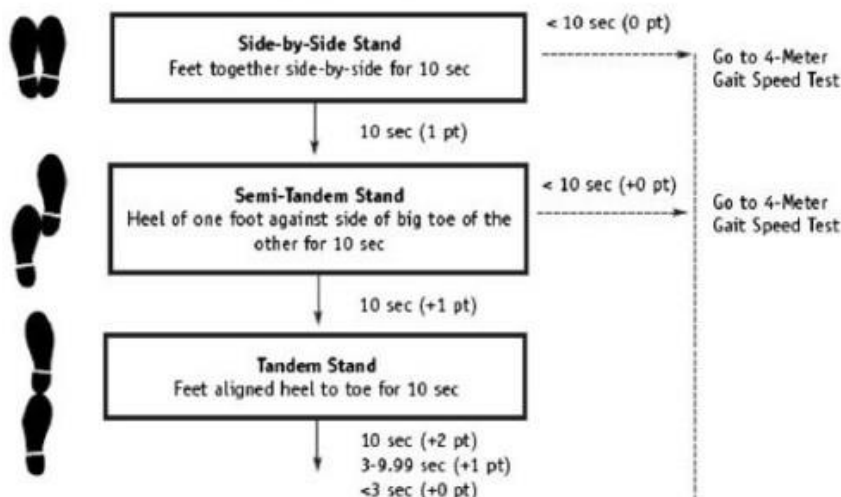 Side-by-Side Stand
Feet together side-by-side for 10 sec
< 10 sec (0 pt)
Go to 4-Meter
Gait Speed Test
10 sec (1 pt)
Semi-Tandem Stand
Heel of one foot against side of big toe of the
other for 10 sec
< 10 sec (+0 pt)
Go to 4-Meter
Gait Speed Test
10 sec (+1 pt)
Tandem Stand
Feet aligned heel to toe for 10 sec
10 sec (+2 pt)
3-9.99 sec (+1 pt)
<3 sec (+0 pt)